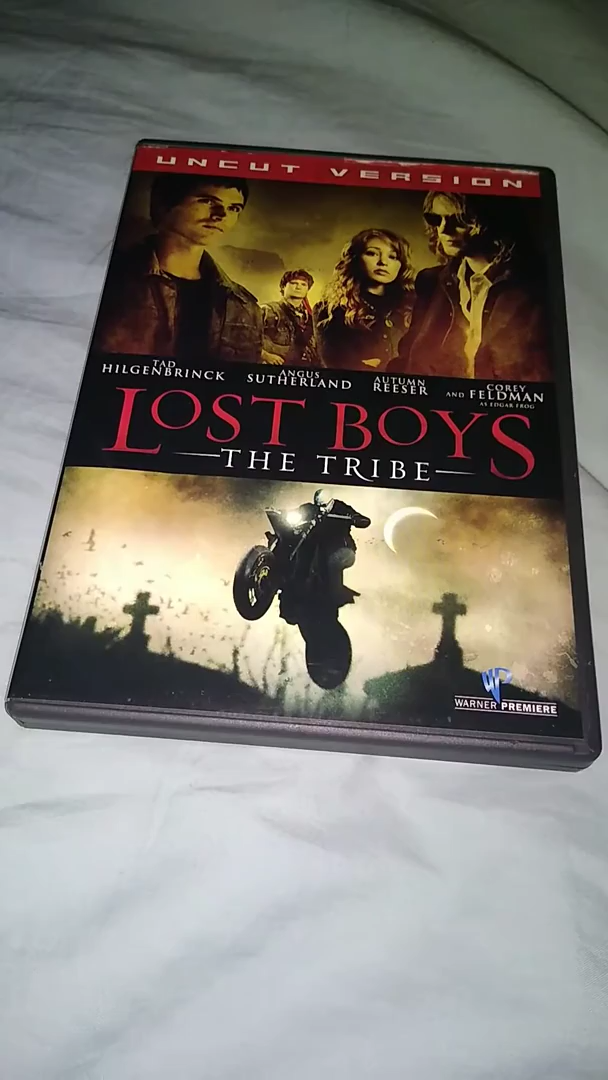 UNCUT VERSION
TAD HILGENBRINCK
ANGUS SUTHERLAND
AUTUMN REESER
AND COREY FELDMAN
AS EDGAR FROG
LOST BOYS
THE TRIBE
WP
WARNER PREMIERE